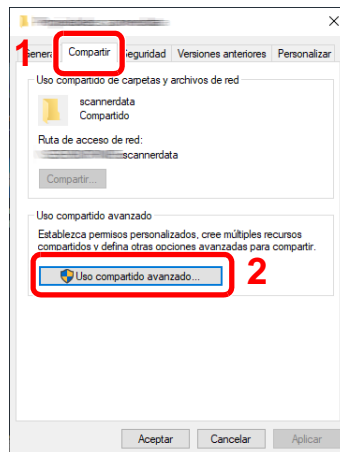 1
General Compartir Seguridad Versiones anteriores Personalizar
Uso compartido de carpetas y archivos de red
scannerdata
Compartido
Ruta de acceso de red:
scannerdata
Compartir...
Uso compartido avanzado
Establezca permisos personalizados, cree múltiples recursos
compartidos y defina otras opciones avanzadas para compartir.
Uso compartido avanzado...
2
Aceptar Cancelar Aplicar